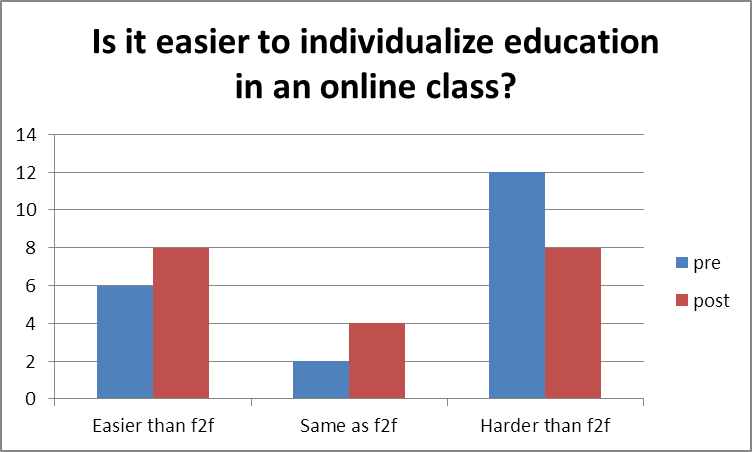 Is it easier to individualize education
in an online class?
14
12
10
8
6
4
2
0
Easier than f2f
Same as f2f
Harder than f2f
pre
post